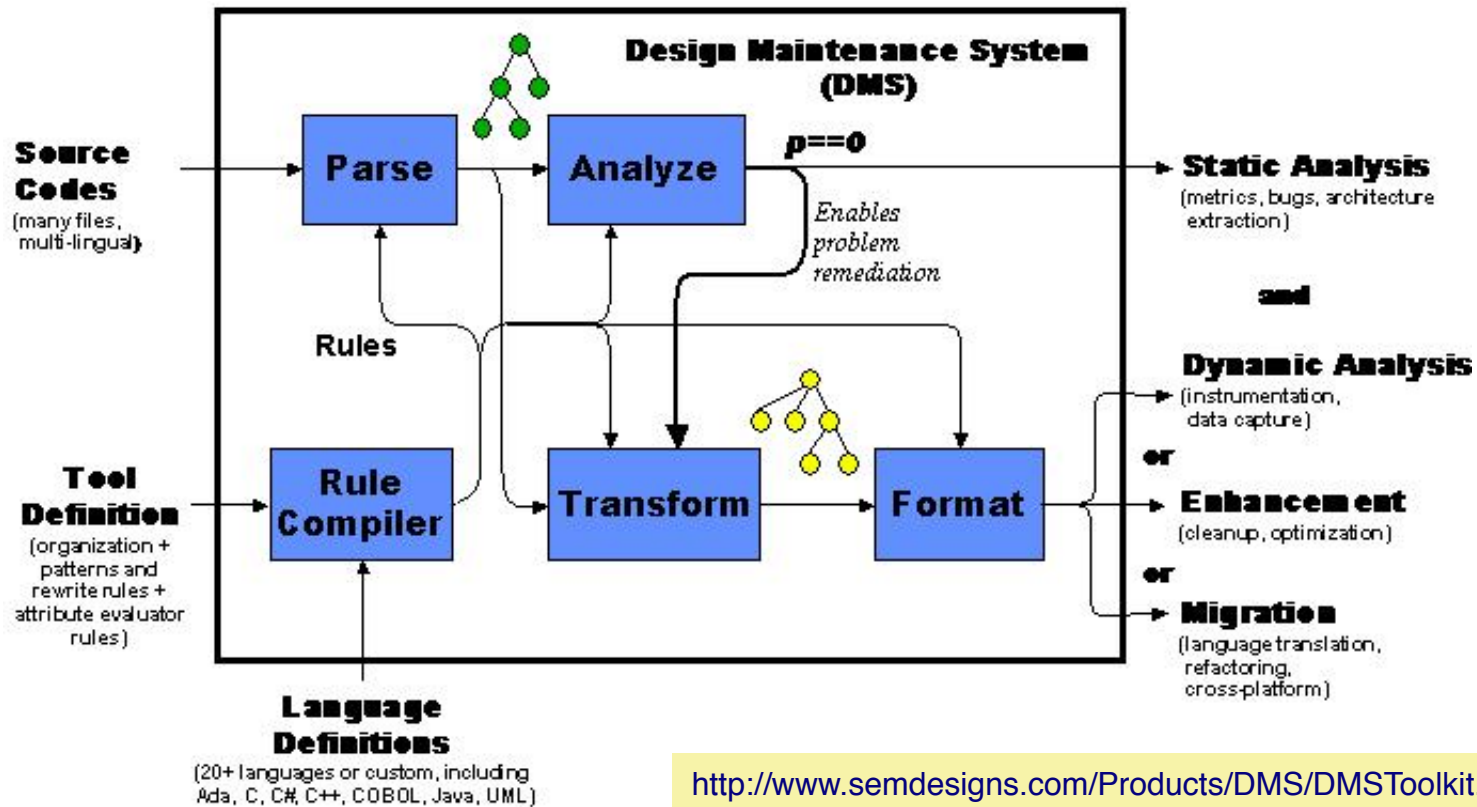 Design Maintenance System
(DMS)
Source
Codes
(many files,
multi-lingual)
Parse
Analyze
p==0
Enables
problem
remediation
Static Analysis
(metrics, bugs, architecture
extraction)
and
Rules
Dynamic Analysis
(instrumentation,
data capture)
or
Tool
Definition
(organization +
patterns and
rewrite rules +
attribute evaluator
rules)
Rule
Compiler
Transform
Format
Enhancement
(cleanup, optimization)
or
Migration
(language translation,
refactoring,
cross-platform)
Language
Definitions
(20+ languages or custom, including
Ada, C, C#, C++, COBOL, Java, UML)
http://www.semdesigns.com/Products/DMS/DMSToolkit